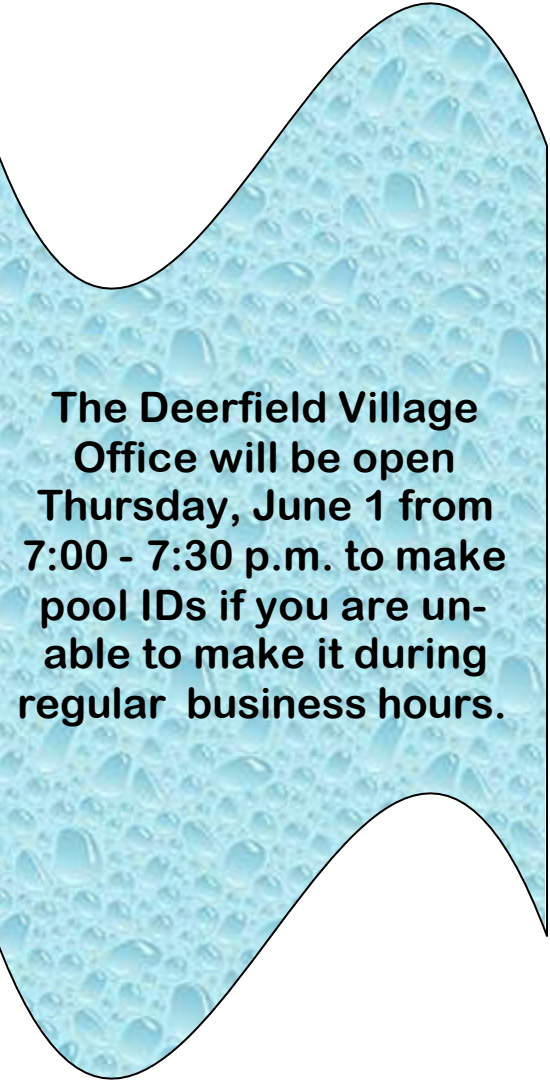 The Deerfield Village
Office will be open
Thursday, June 1 from
7:00 - 7:30 p.m. to make
pool IDs if you are un-
able to make it during
regular  business hours.